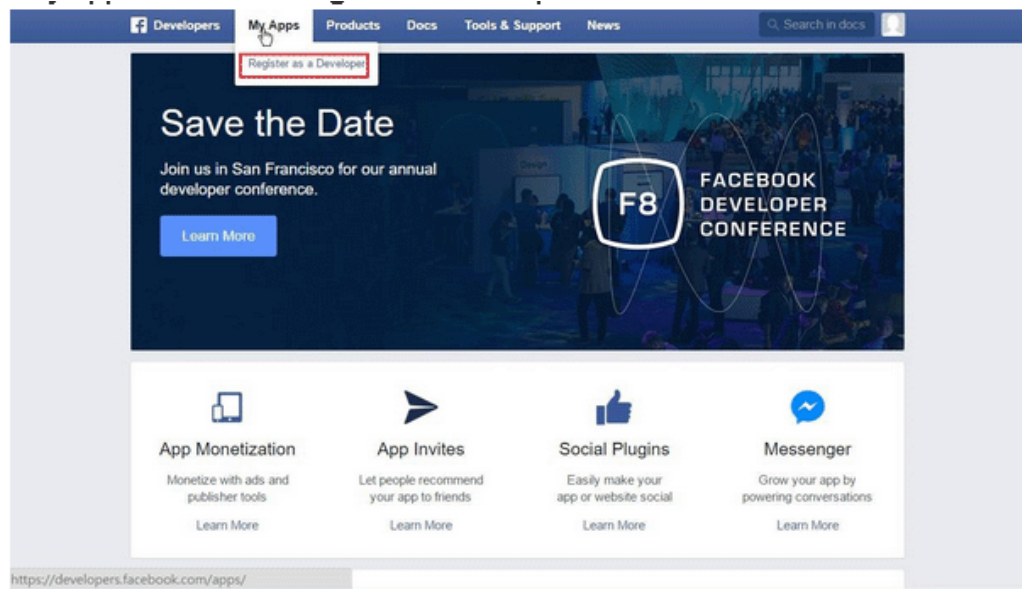 Developers My Apps Products Docs Tools & Support News Search in docs
Register as a Developer
Save the Date
Join us in San Francisco for our annual
developer conference.
Learn More
Design
F8
FACEBOOK
DEVELOPER
CONFERENCE
App Monetization App Invites Social Plugins Messenger
Monetize with ads and Let people recommend Easily make your Grow your app by
publisher tools your app to friends app or website social powering conversations
Learn More Learn More Learn More Learn More
https://developers.facebook.com/apps/